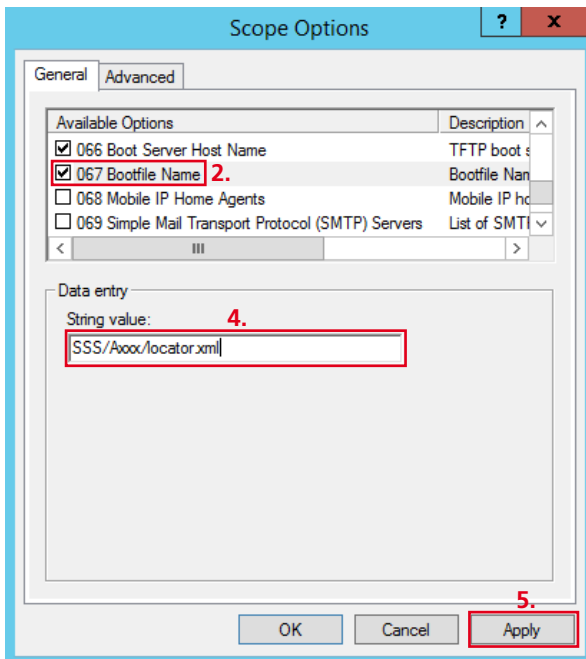 Scope Options ? x
General Advanced
Available Options Description
066 Boot Server Host Name TFTP boot s
067 Bootfile Name 2. Bootfile Nam
068 Mobile IP Home Agents Mobile IP ho
069 Simple Mail Transport Protocol (SMTP) Servers List of SMT
Data entry
String value: 4.
SSS/Axxx/locator.xml
5.
OK Cancel Apply